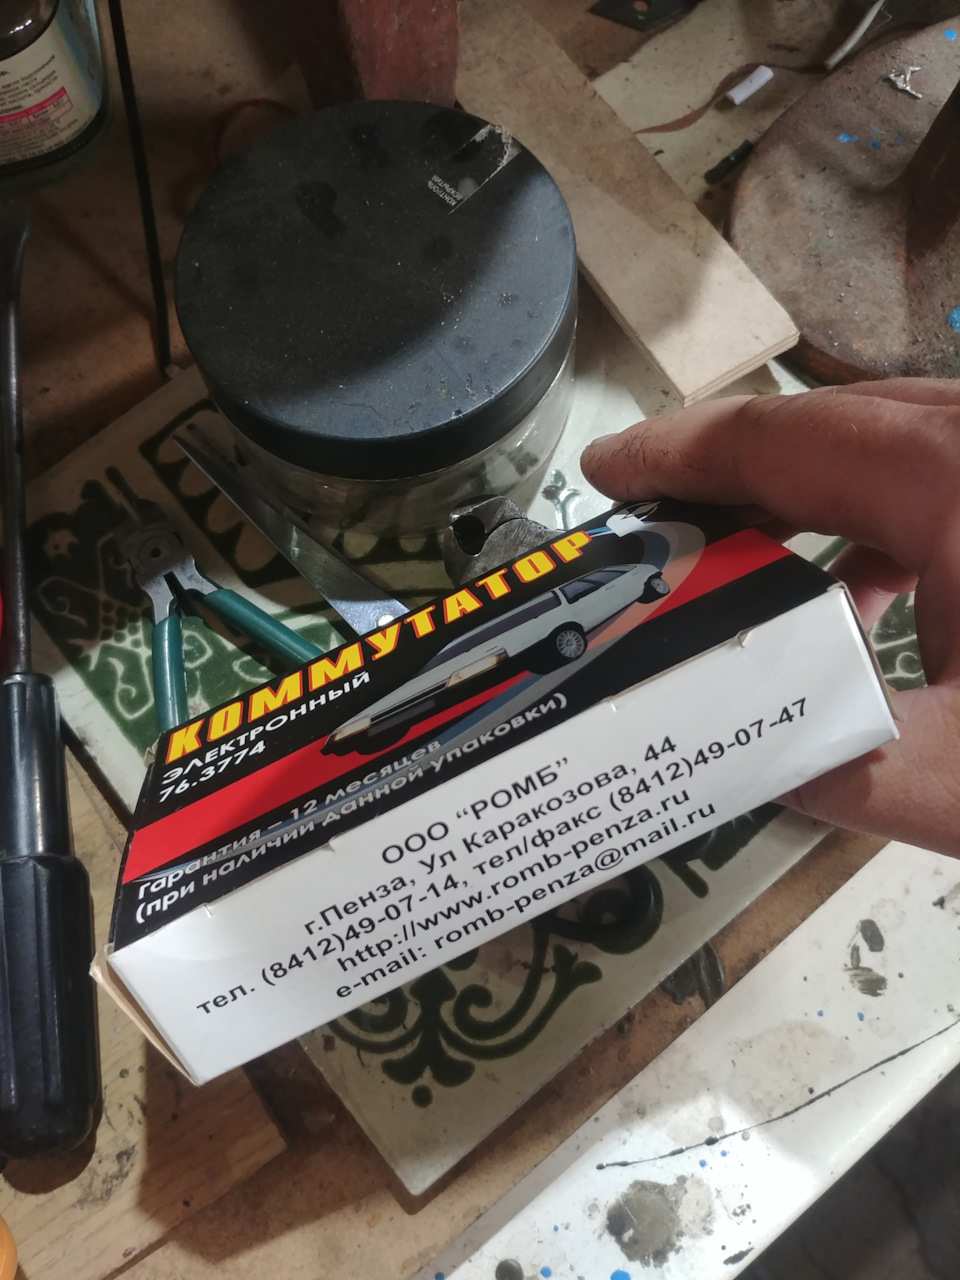 КОНТРОЛЬ
ВСКРЫТИЯ
КОММУТАТОР
ЭЛЕКТРОННЫЙ
76.3774
гарантия - 12 месяцев
(при наличии данной упаковки)
ООО “РОМБ”
г.Пенза, Ул Каракозова, 44
тел. (8412)49-07-14, тел/факс (8412)49-07-47
http://www.romb-penza.ru
e-mail: romb-penza@mail.ru